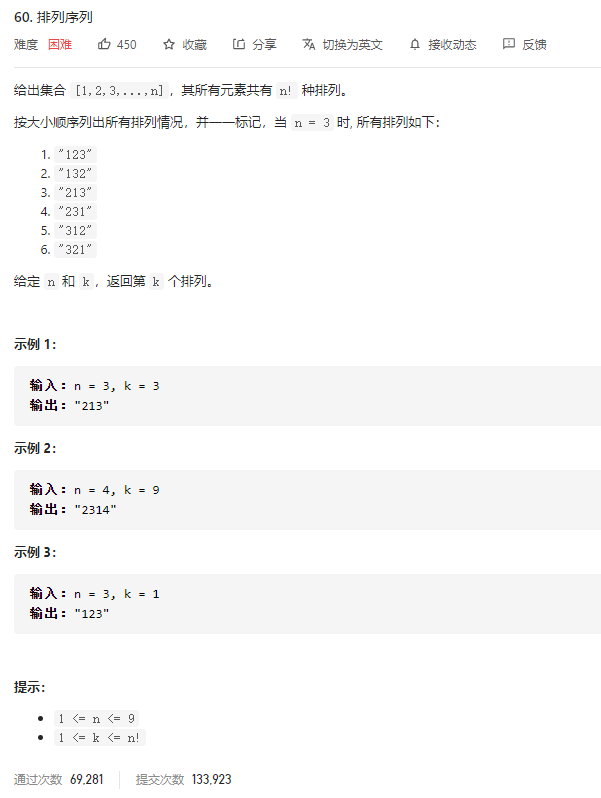 60. 排列序列
难度 困难 450 收藏 分享 切换为英文 接收动态 反馈
给出集合 [1,2,3,...,n]，其所有元素共有 n! 种排列。
按大小顺序列出所有排列情况，并一一标记，当 n = 3 时, 所有排列如下：
1. "123"
2. "132"
3. "213"
4. "231"
5. "312"
6. "321"
给定 n 和 k，返回第 k 个排列。
示例 1：
输入：n = 3, k = 3
输出："213"
示例 2：
输入：n = 4, k = 9
输出："2314"
示例 3：
输入：n = 3, k = 1
输出："123"
提示：
• 1 <= n <= 9
• 1 <= k <= n!
通过次数 69,281 提交次数 133,923